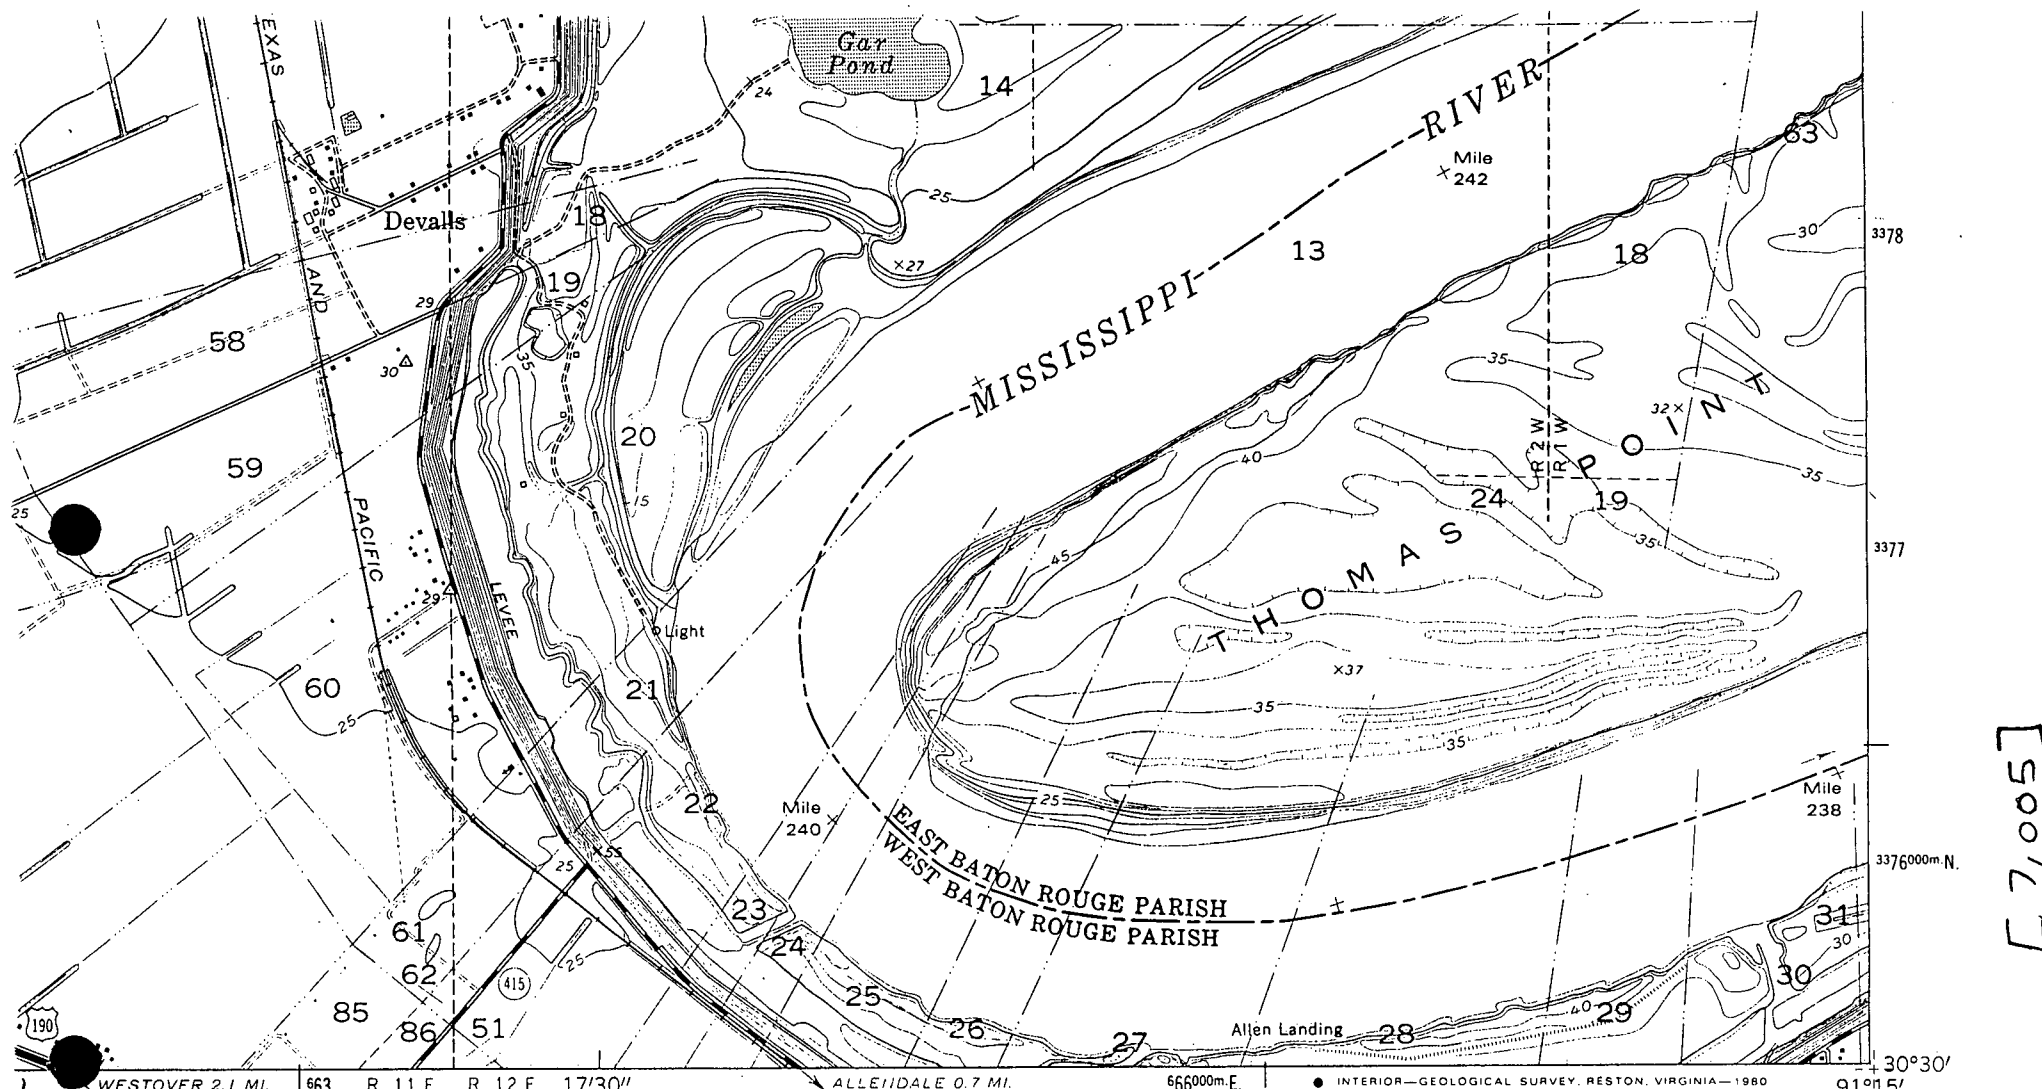 Gar
Pond
EXAS
24
14
RIVER
63
Mile
242
Devalls
18
25
13
18
30
3378
27
19
AND
29
58
35
30
MISSISSIPPI
35
32
POINT
20
R 2 W
R 1 W
59
40
35
15
24
19
25
PACIFIC
3377
45
35
THOMAS
29
LEVEE
Light
37
60
21
25
35
35
[7,005]
22
Mile
240
25
Mile
238
EAST BATON ROUGE PARISH
WEST BATON ROUGE PARISH
55
25
3376000m.N.
23
31
61
24
30
62
25
415
25
30
85
86
51
190
26
27
Allen Landing
28
40
29
30°30′
WESTOVER 2.1 MI.
663
R. 11 E.
R. 12 E.
17′30″
ALLENDALE 0.7 MI.
666000m.E.
INTERIOR—GEOLOGICAL SURVEY, RESTON, VIRGINIA—1980
91°15′